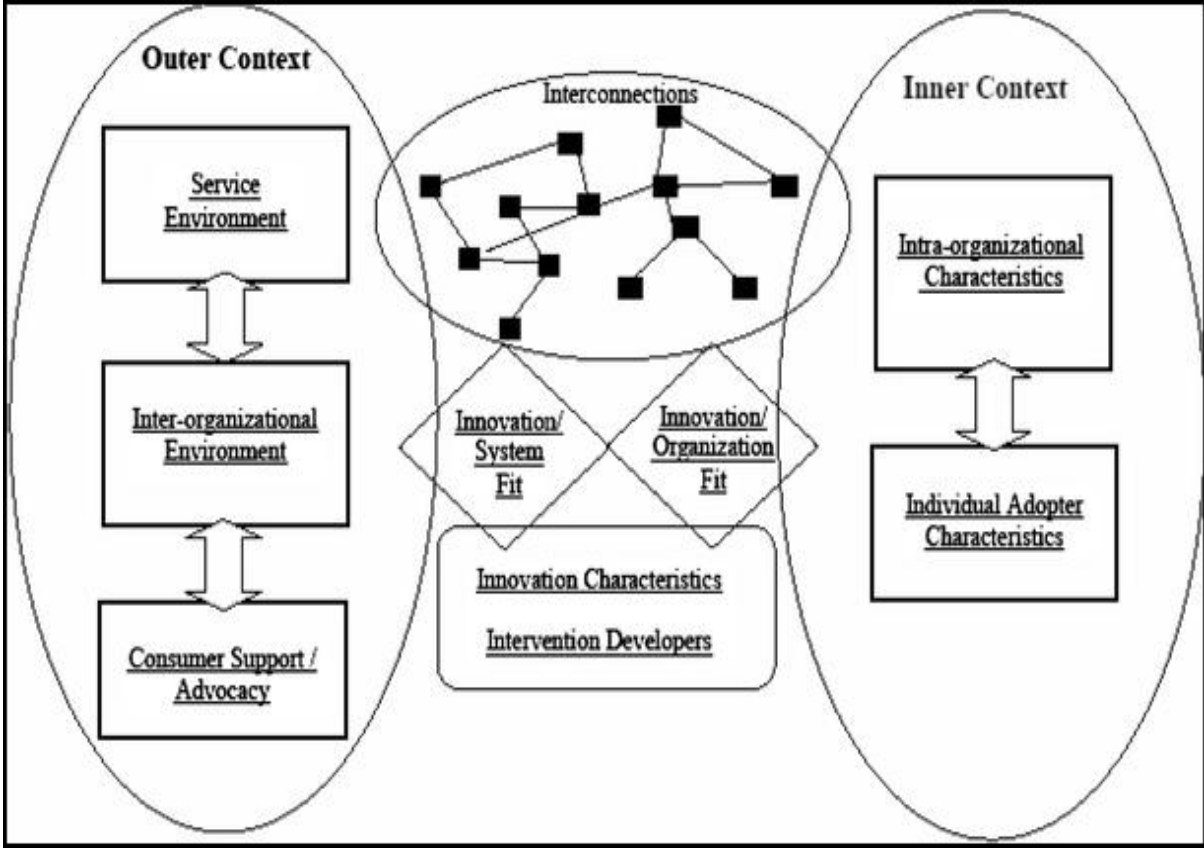 Outer Context
Service
Environment
Inter-organizational
Environment
Consumer Support /
Advocacy
Interconnections
Innovation/
System
Fit
Innovation/
Organization
Fit
Innovation Characteristics
Intervention Developers
Inner Context
Intra-organizational
Characteristics
Individual Adopter
Characteristics